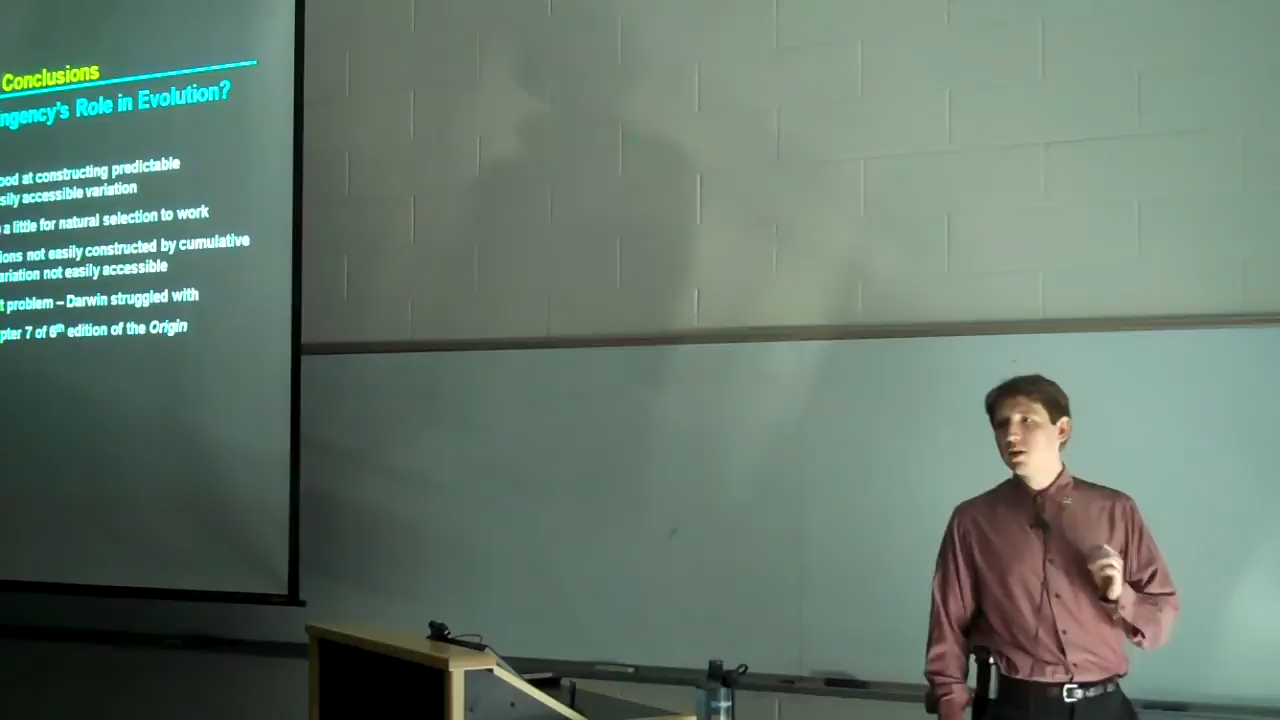 Conclusions
ingency's Role in Evolution?
ood at constructing predictable
sily accessible variation
a little for natural selection to work
ions not easily constructed by cumulative
ariation not easily accessible
t problem – Darwin struggled with
pter 7 of 6th edition of the Origin